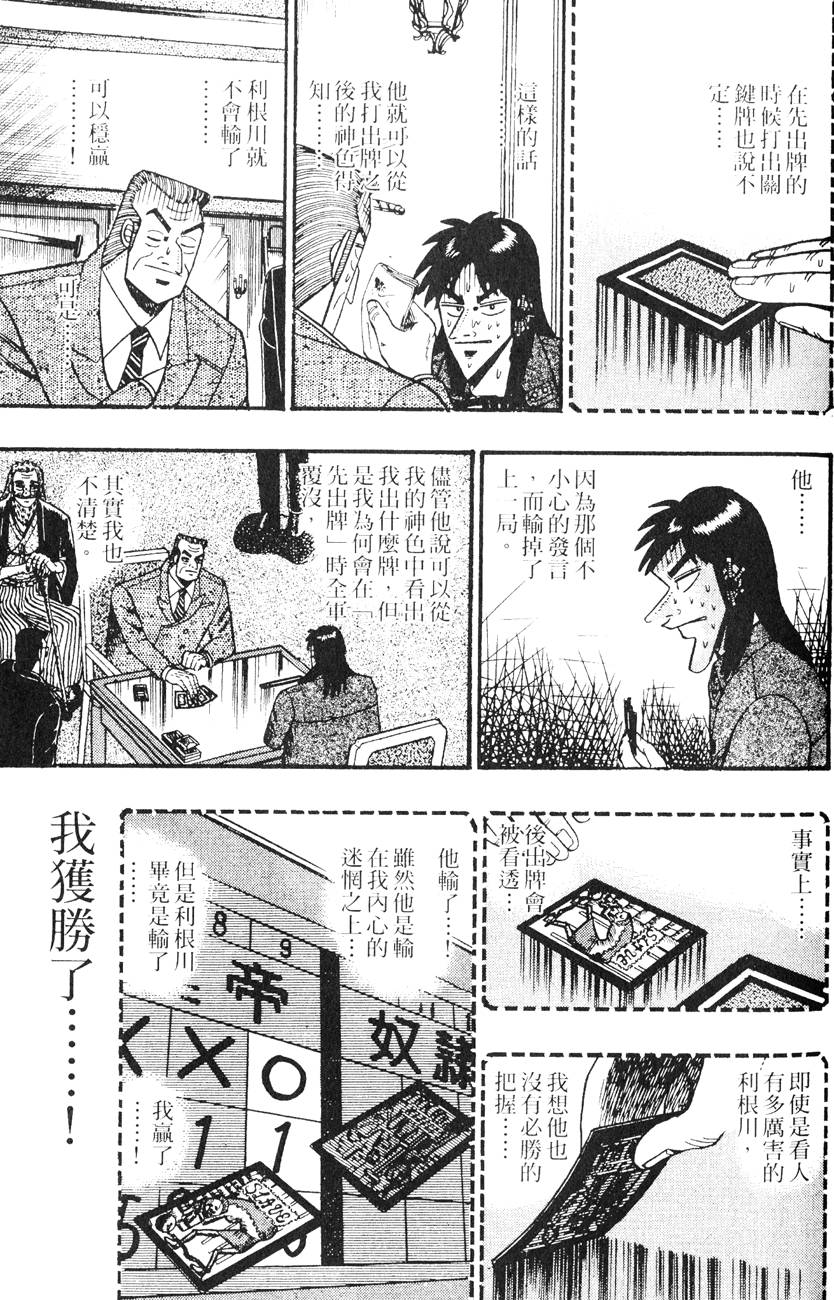 在先出牌的
時候打出關
鍵牌也說不
定⋯⋯⋯
這樣的話
⋯⋯⋯
他就可以從
我打出牌之
後的神色得
知⋯⋯⋯
利根川就
不會輸了
⋯⋯⋯
可以穩贏
⋯⋯⋯！
可是⋯⋯⋯
他⋯⋯
因為那個不
小心的發言
，而輸掉了
上一局。
儘管他說可以從
我的神色中看出
我出什麼牌，但
是我為何會在「
先出牌」時全軍
覆沒，
其實我也
不清楚。
事實上⋯⋯⋯
後出牌會
被看透⋯⋯
即使是看人
有多厲害的
利根川，
我想他也
沒有必勝的
把握⋯⋯⋯
他輸了⋯！
雖然他是輸
在我內心的
迷惘之上⋯⋯
但是利根川
畢竟是輸了
⋯⋯⋯
8 9
帝
奴隸
X X O
1 1
SLAVE
SLAVE
我贏了
⋯⋯！
我獲勝了⋯⋯⋯！